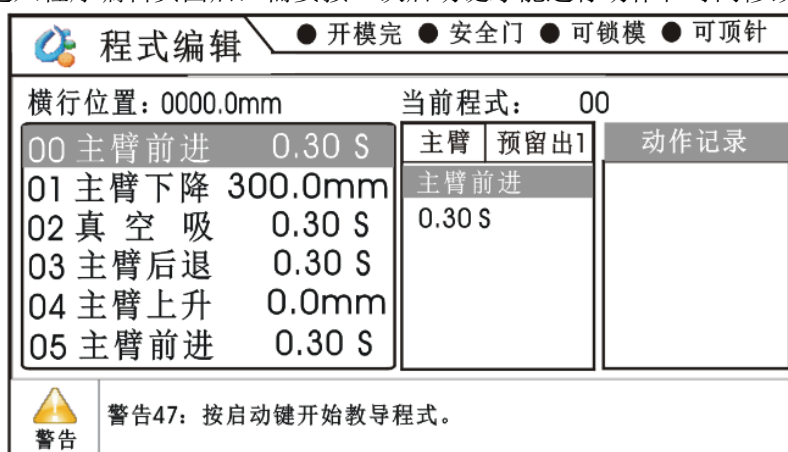 程式编辑 ● 开模完 ● 安全门 ● 可锁模 ● 可顶针
横行位置：0000.0mm 当前程式： 00
00 主臂前进 0.30 S
01 主臂下降 300.0mm
02 真 空 吸 0.30 S
03 主臂后退 0.30 S
04 主臂上升 0.0mm
05 主臂前进 0.30 S
主臂 预留出1
主臂前进
0.30 S
动作记录
警告
警告47：按启动键开始教导程式。